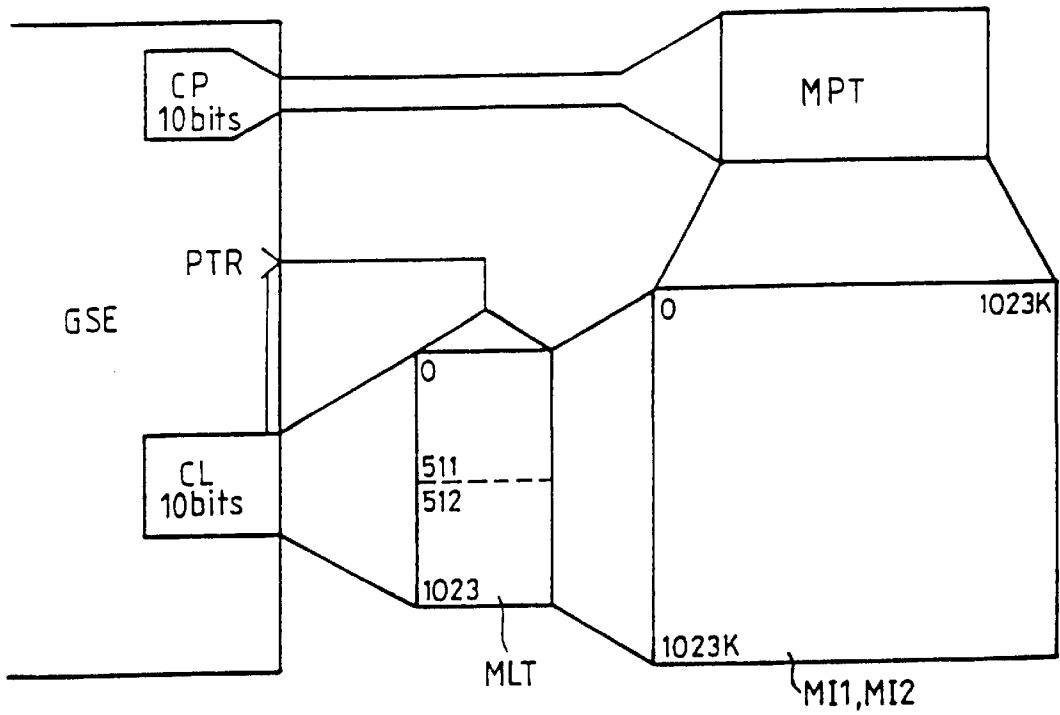 CP
10bits
MPT
PTR
GSE
0
1023K
0
511
512
CL
10bits
1023
1023K
MLT
MI1,MI2